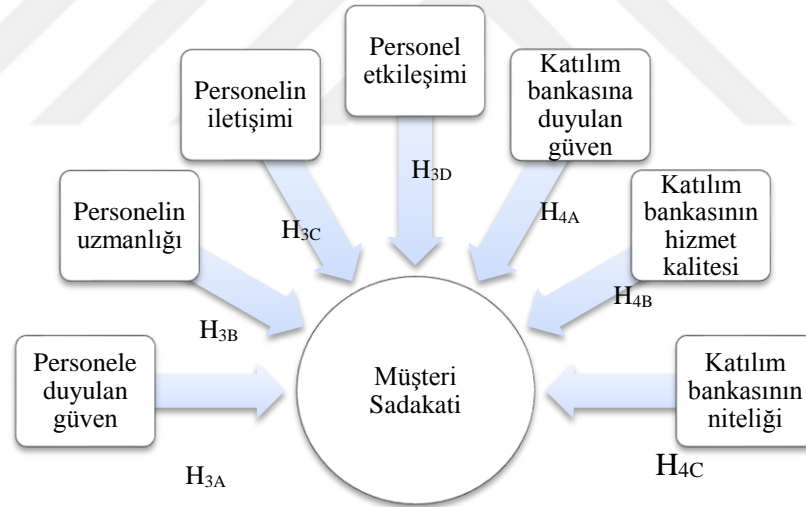 Personel
etkileşimi
Personelin
iletişimi
Katılım
bankasına
duyulan
güven
H3D
H4A
H3C
Personelin
uzmanlığı
Katılım
bankasının
hizmet
kalitesi
H3B
H4B
Personele
duyulan
güven
Müşteri
Sadakati
Katılım
bankasının
niteliği
H3A
H4C